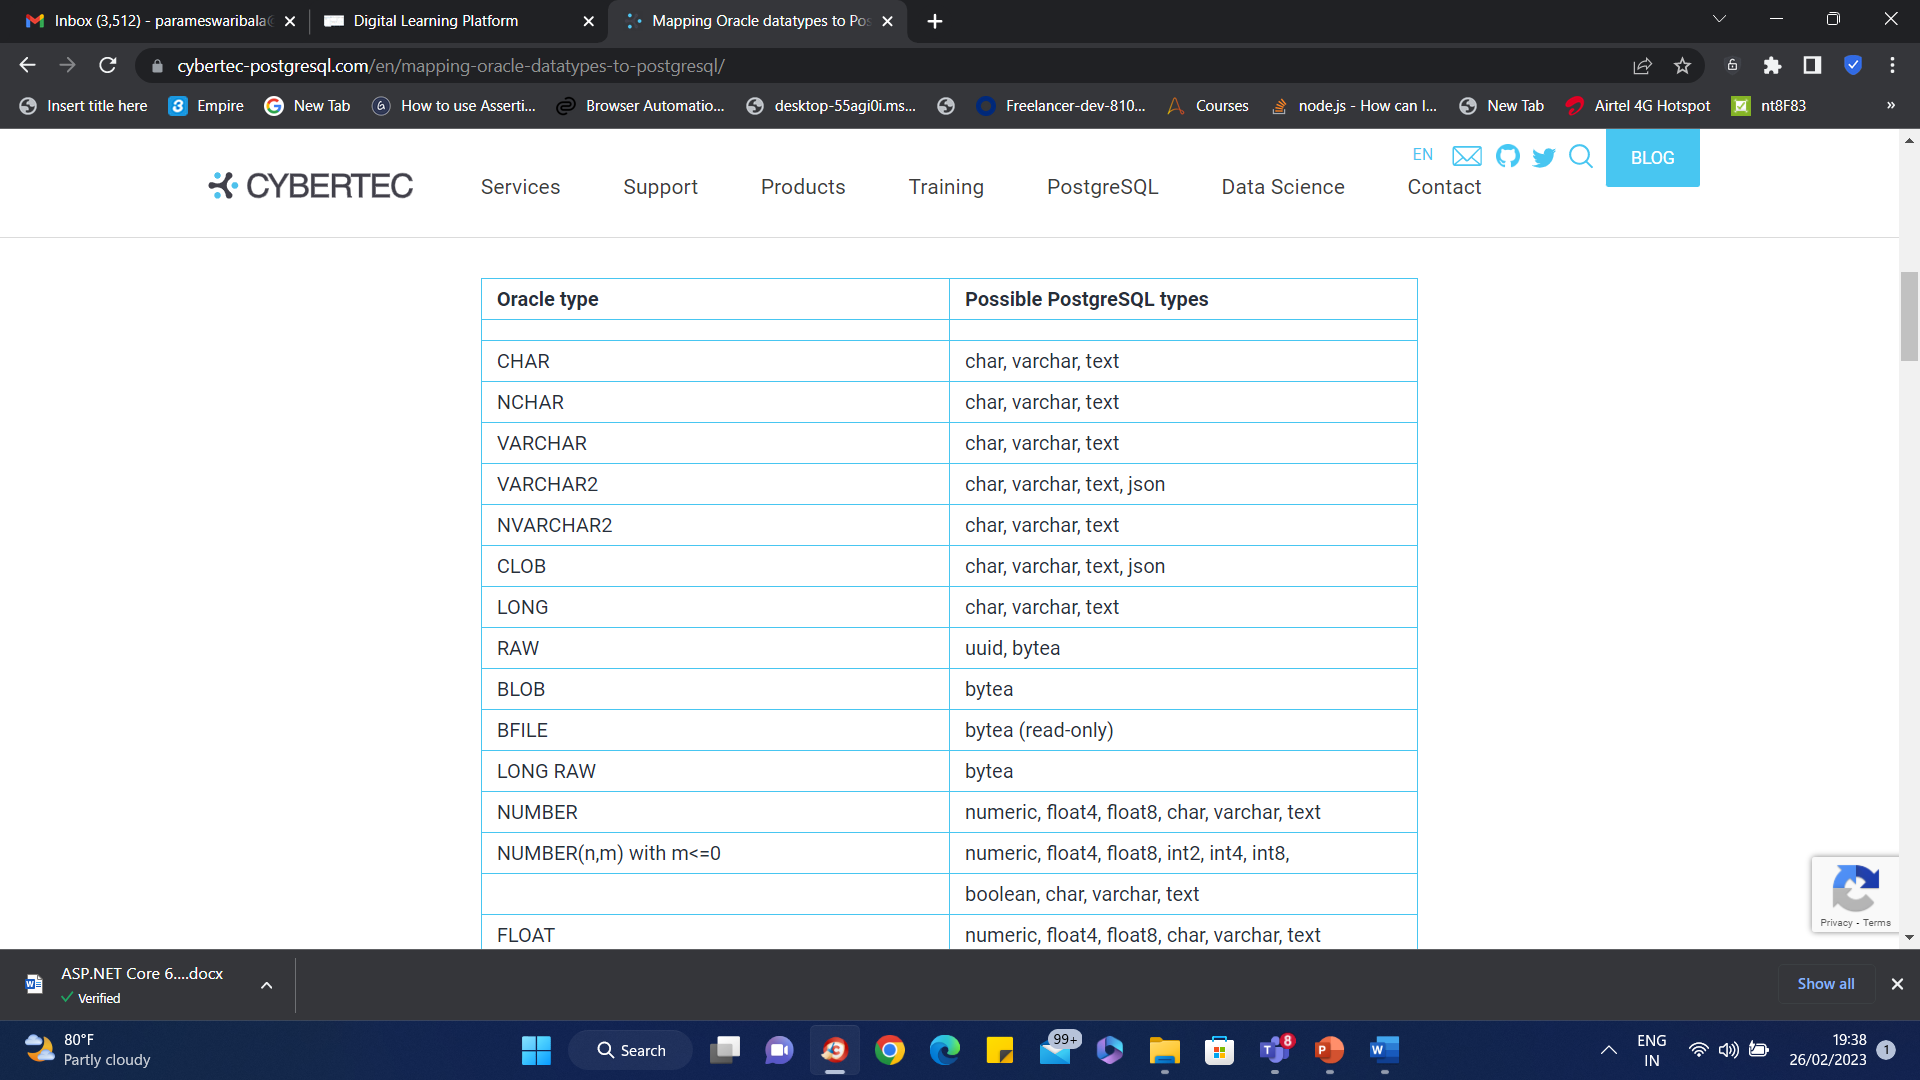 Inbox (3,512) - parameswaribala
Digital Learning Platform
Mapping Oracle datatypes to Pos
cybertec-postgresql.com/en/mapping-oracle-datatypes-to-postgresql/
Insert title here
Empire
New Tab
How to use Asserti...
Browser Automatio...
desktop-55agi0i.ms...
Freelancer-dev-810...
Courses
node.js - How can I...
New Tab
Airtel 4G Hotspot
nt8F83
»
EN
BLOG
CYBERTEC
Services
Support
Products
Training
PostgreSQL
Data Science
Contact
Oracle type Possible PostgreSQL types
CHAR char, varchar, text
NCHAR char, varchar, text
VARCHAR char, varchar, text
VARCHAR2 char, varchar, text, json
NVARCHAR2 char, varchar, text
CLOB char, varchar, text, json
LONG char, varchar, text
RAW uuid, bytea
BLOB bytea
BFILE bytea (read-only)
LONG RAW bytea
NUMBER numeric, float4, float8, char, varchar, text
NUMBER(n,m) with m<=0 numeric, float4, float8, int2, int4, int8,
boolean, char, varchar, text
FLOAT numeric, float4, float8, char, varchar, text
Privacy - Terms
ASP.NET Core 6....docx
Verified
Show all
80°F
Partly cloudy
Search
99+
8
ENG
IN
19:38
26/02/2023
1